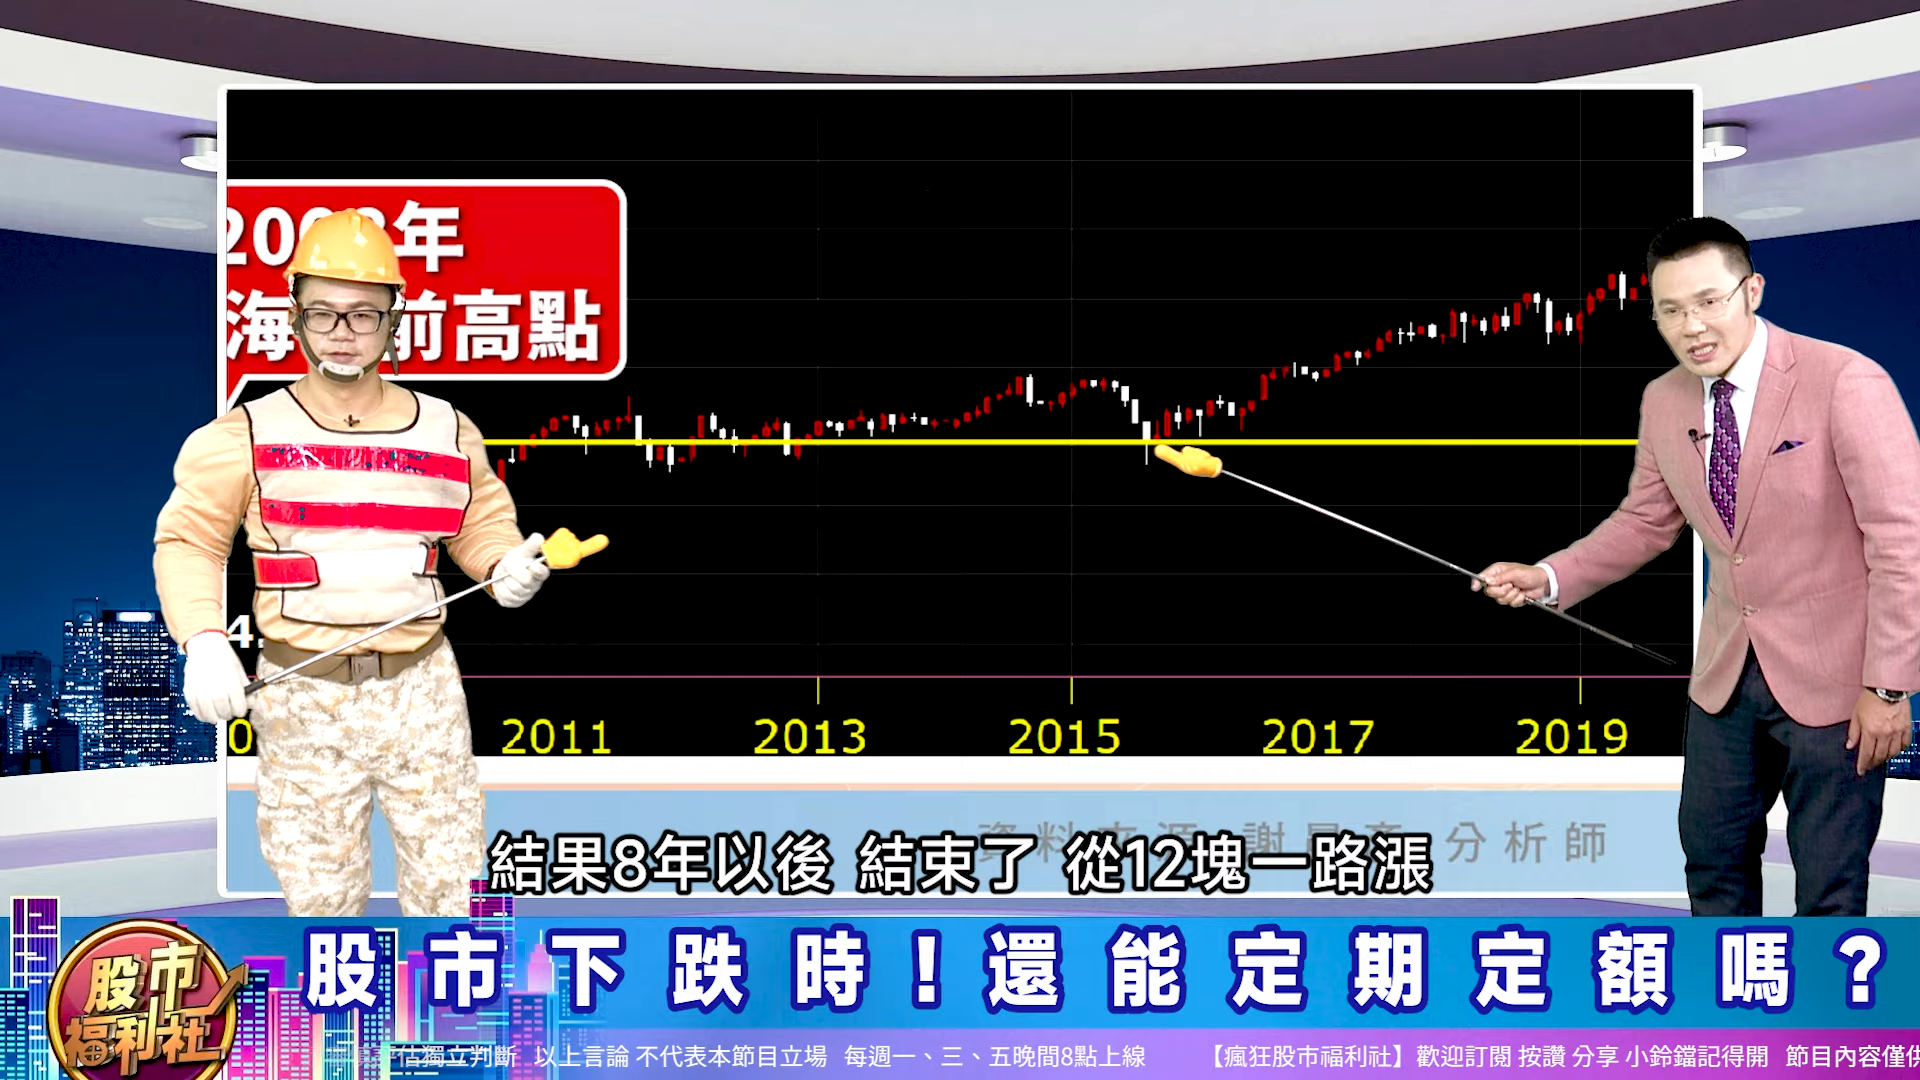 年
海 前高點
4.
0 2011 2013 2015 2017 2019
分析師
結果8年以後 結束了 從12塊一路漲
股市下跌時!還能定期定額嗎?
股市
福利社
估獨立判斷 以上言論 不代表本節目立場 每週一、三、五晚間8點上線 【瘋狂股市福利社】歡迎訂閱 按讚 分享 小鈴鐺記得開 節目內容僅供